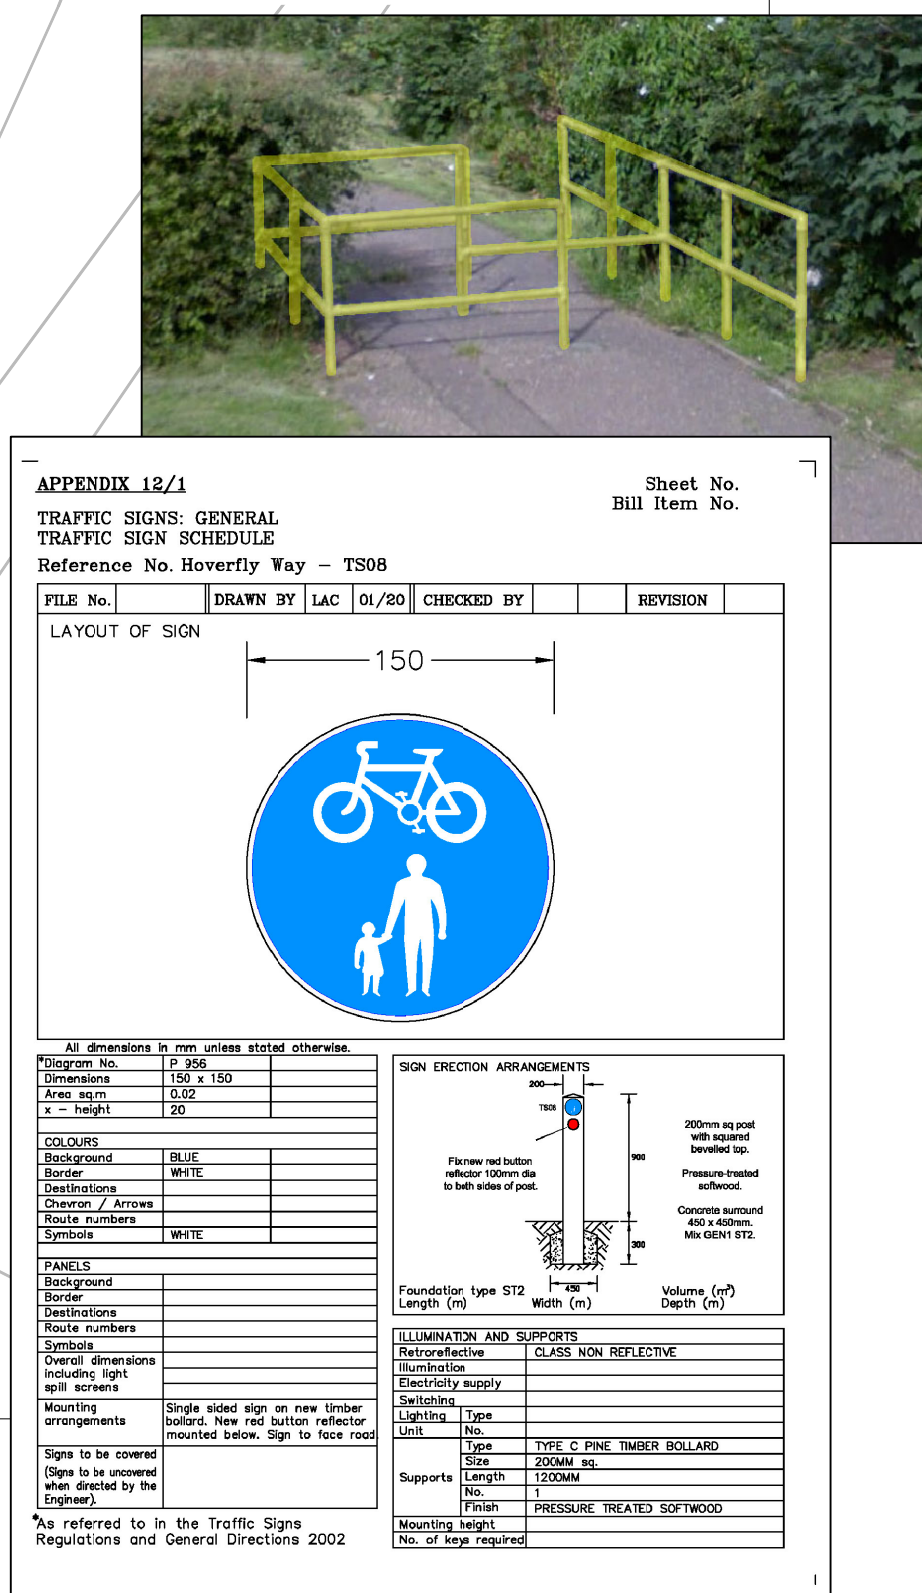 APPENDIX 12/1
Sheet No.
Bill Item No.
TRAFFIC SIGNS: GENERAL
TRAFFIC SIGN SCHEDULE
Reference No. Hoverfly Way - TS08
FILE No. DRAWN BY LAC 01/20 CHECKED BY REVISION
LAYOUT OF SIGN
150
All dimensions in mm unless stated otherwise.
*Diagram No. P 956
Dimensions 150 x 150
Area sq.m 0.02
x - height 20
COLOURS
Background BLUE
Border WHITE
Destinations
Chevron / Arrows
Route numbers
Symbols WHITE
PANELS
Background
Border
Destinations
Route numbers
Symbols
Overall dimensions
including light
spill screens
Mounting
arrangements
Single sided sign on new timber
bollard. New red button reflector
mounted below. Sign to face road
Signs to be covered
(Signs to be uncovered
when directed by the
Engineer).
*As referred to in the Traffic Signs
Regulations and General Directions 2002
SIGN ERECTION ARRANGEMENTS
200
TS08
Fix new red button
reflector 100mm dia
to both sides of post.
900
300
450
200mm sq post
with squared
bevelled top.
Pressure-treated
softwood.
Concrete surround
450 x 450mm.
Mix GEN1 ST2.
Foundation type ST2
Volume (m³)
Length (m) Width (m) Depth (m)
ILLUMINATION AND SUPPORTS
Retroreflective CLASS NON REFLECTIVE
Illumination
Electricity supply
Switching
Lighting Type
Unit No.
Supports
Type TYPE C PINE TIMBER BOLLARD
Size 200MM sq.
Length 1200MM
No. 1
Finish PRESSURE TREATED SOFTWOOD
Mounting height
No. of keys required